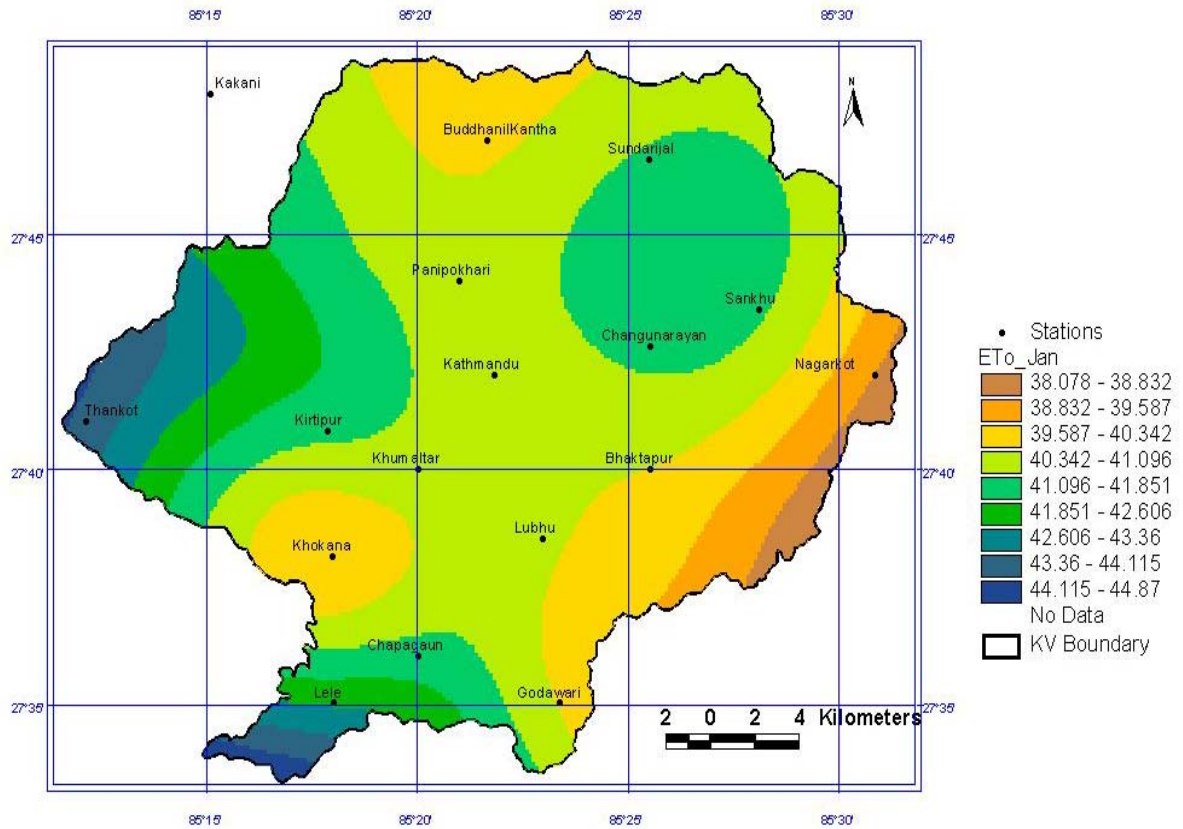 85°15' 85°20' 85°25' 85°30'
Kakani
N
BuddhanilKantha
Sundarijal
27°45' 27°45'
Panipokhari
Sankhu
Changunarayan
Stations
Kathmandu
Nagarkot
ETo_Jan
38.078 - 38.832
Thankot
38.832 - 39.587
Kirtipur
39.587 - 40.342
Khumaltar
Bhaktapur
27°40' 27°40'
40.342 - 41.096
41.096 - 41.851
41.851 - 42.606
Lubhu
Khokana
42.606 - 43.36
43.36 - 44.115
44.115 - 44.87
No Data
KV Boundary
Chapagaun
Lele
Godawari
27°35' 27°35'
2 0 2 4 Kilometers
85°15' 85°20' 85°25' 85°30'